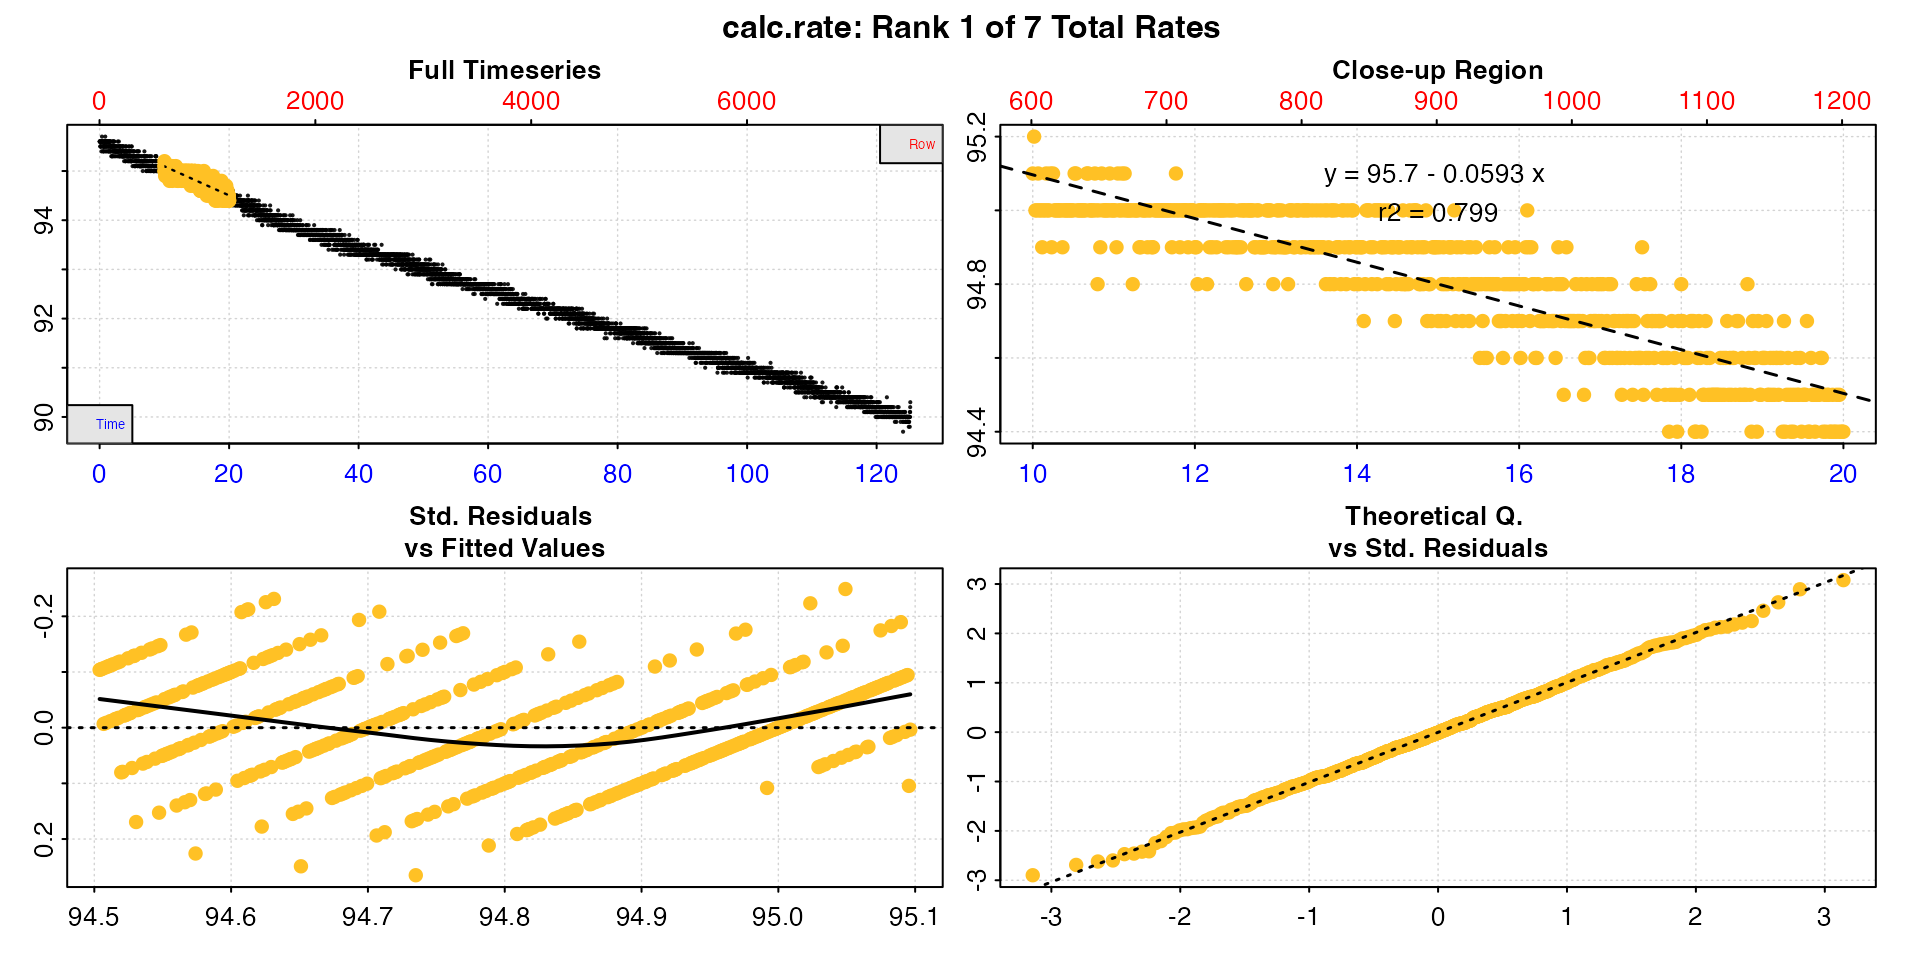 calc.rate: Rank 1 of 7 Total Rates
Full Timeseries
0 2000 4000 6000
Row
94
92
90
Time
0 20 40 60 80 100 120
Close-up Region
600 700 800 900 1000 1100 1200
95.2
94.8
94.4
y = 95.7 - 0.0593 x
r2 = 0.799
10 12 14 16 18 20
Std. Residuals
vs Fitted Values
-0.2
0.0
0.2
94.5 94.6 94.7 94.8 94.9 95.0 95.1
Theoretical Q.
vs Std. Residuals
3
2
1
0
-1
-2
-3
-3 -2 -1 0 1 2 3